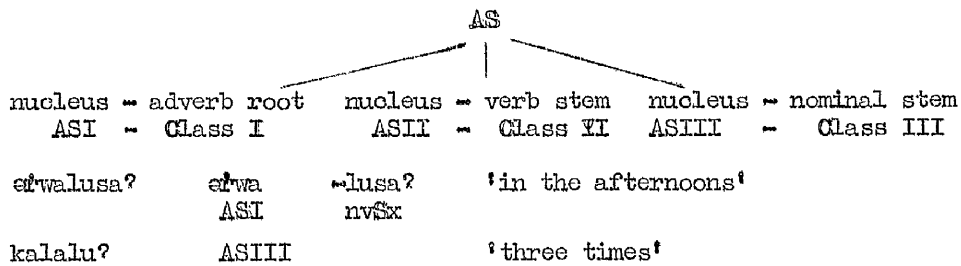 AS
nucleus - adverb root nucleus - verb stem nucleus - nominal stem
ASI - Class I ASII - Class VI ASIII - Class III
-lusa? 'in the afternoons'
ASI nvSx
kalalu? ASIII 'three times'